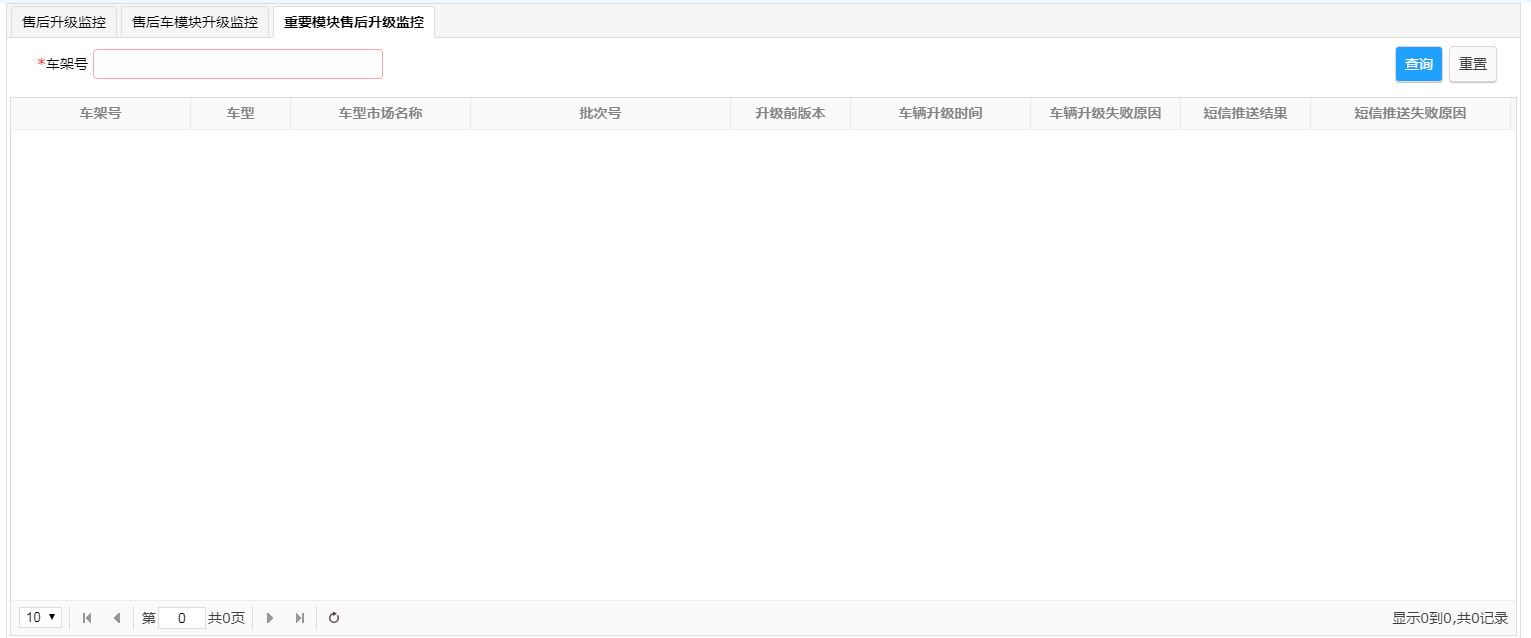 售后升级监控 售后车模块升级监控 重要模块售后升级监控
*车架号 查询 重置
车架号 车型 车型市场名称 批次号 升级前版本 车辆升级时间 车辆升级失败原因 短信推送结果 短信推送失败原因
10 第 0 共0页 显示0到0,共0记录